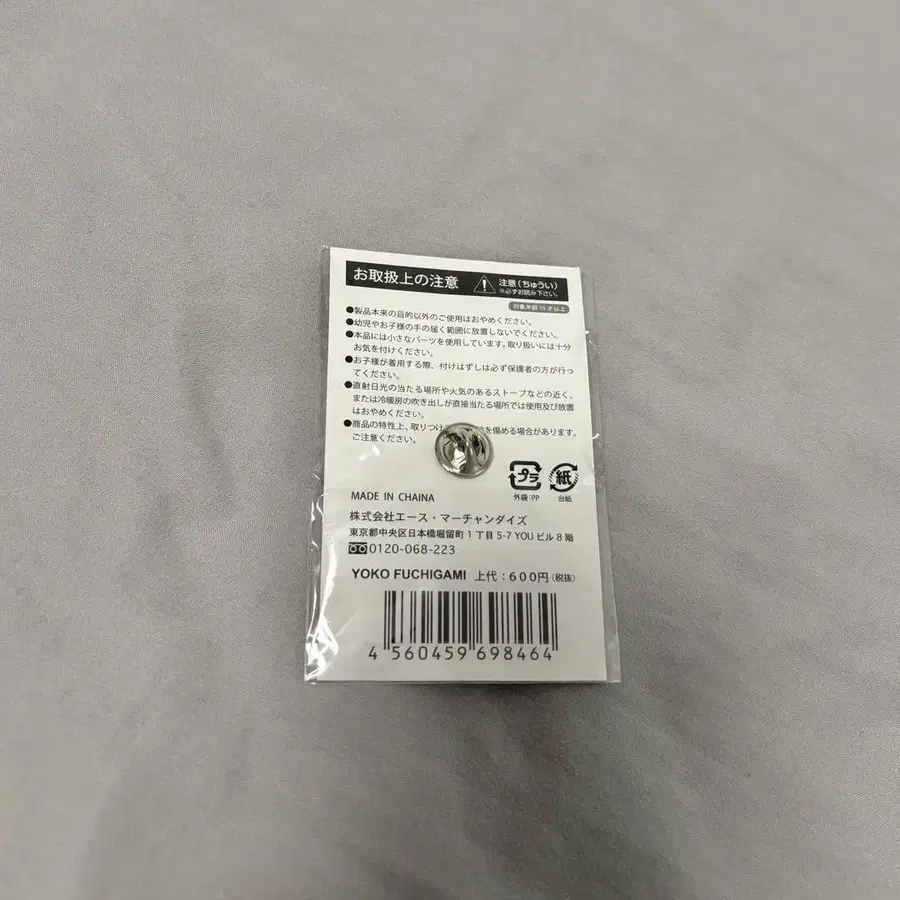 お取扱上の注意
注意(ちゅうい)
※必ずお読み下さい。
対象年齢15才以上
●製品本来の目的以外のご使用はおやめください。
●幼児やお子様の手の届く範囲に放置しないでください。
●本品には小さなパーツを使用しています。取り扱いには十分
お気を付けください。
●お子様が着用する際、付けはずしは必ず保護者の方が行っ
てください。
●直射日光の当たる場所や火気のあるストーブなどの近く、
または冷暖房の吹き出しが直接当たる場所では使用及び放置
はおやめください。
●商品の特性上、取りつけ を傷める場合があります。
ご注意ください。
プラ 紙
外袋:PP 台紙
MADE IN CHAINA
株式会社エース・マーチャンダイズ
東京都中央区日本橋堀留町1丁目5-7 YOUビル8階
0120-068-223
YOKO FUCHIGAMI 上代:600円(税抜)
4 560459 698464